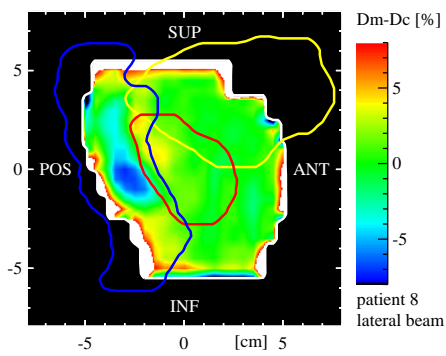 Dm-Dc [%]
SUP
5
0
-5
POS
ANT
INF
5
0
-5
-5
0
[cm]
5
patient 8
lateral beam